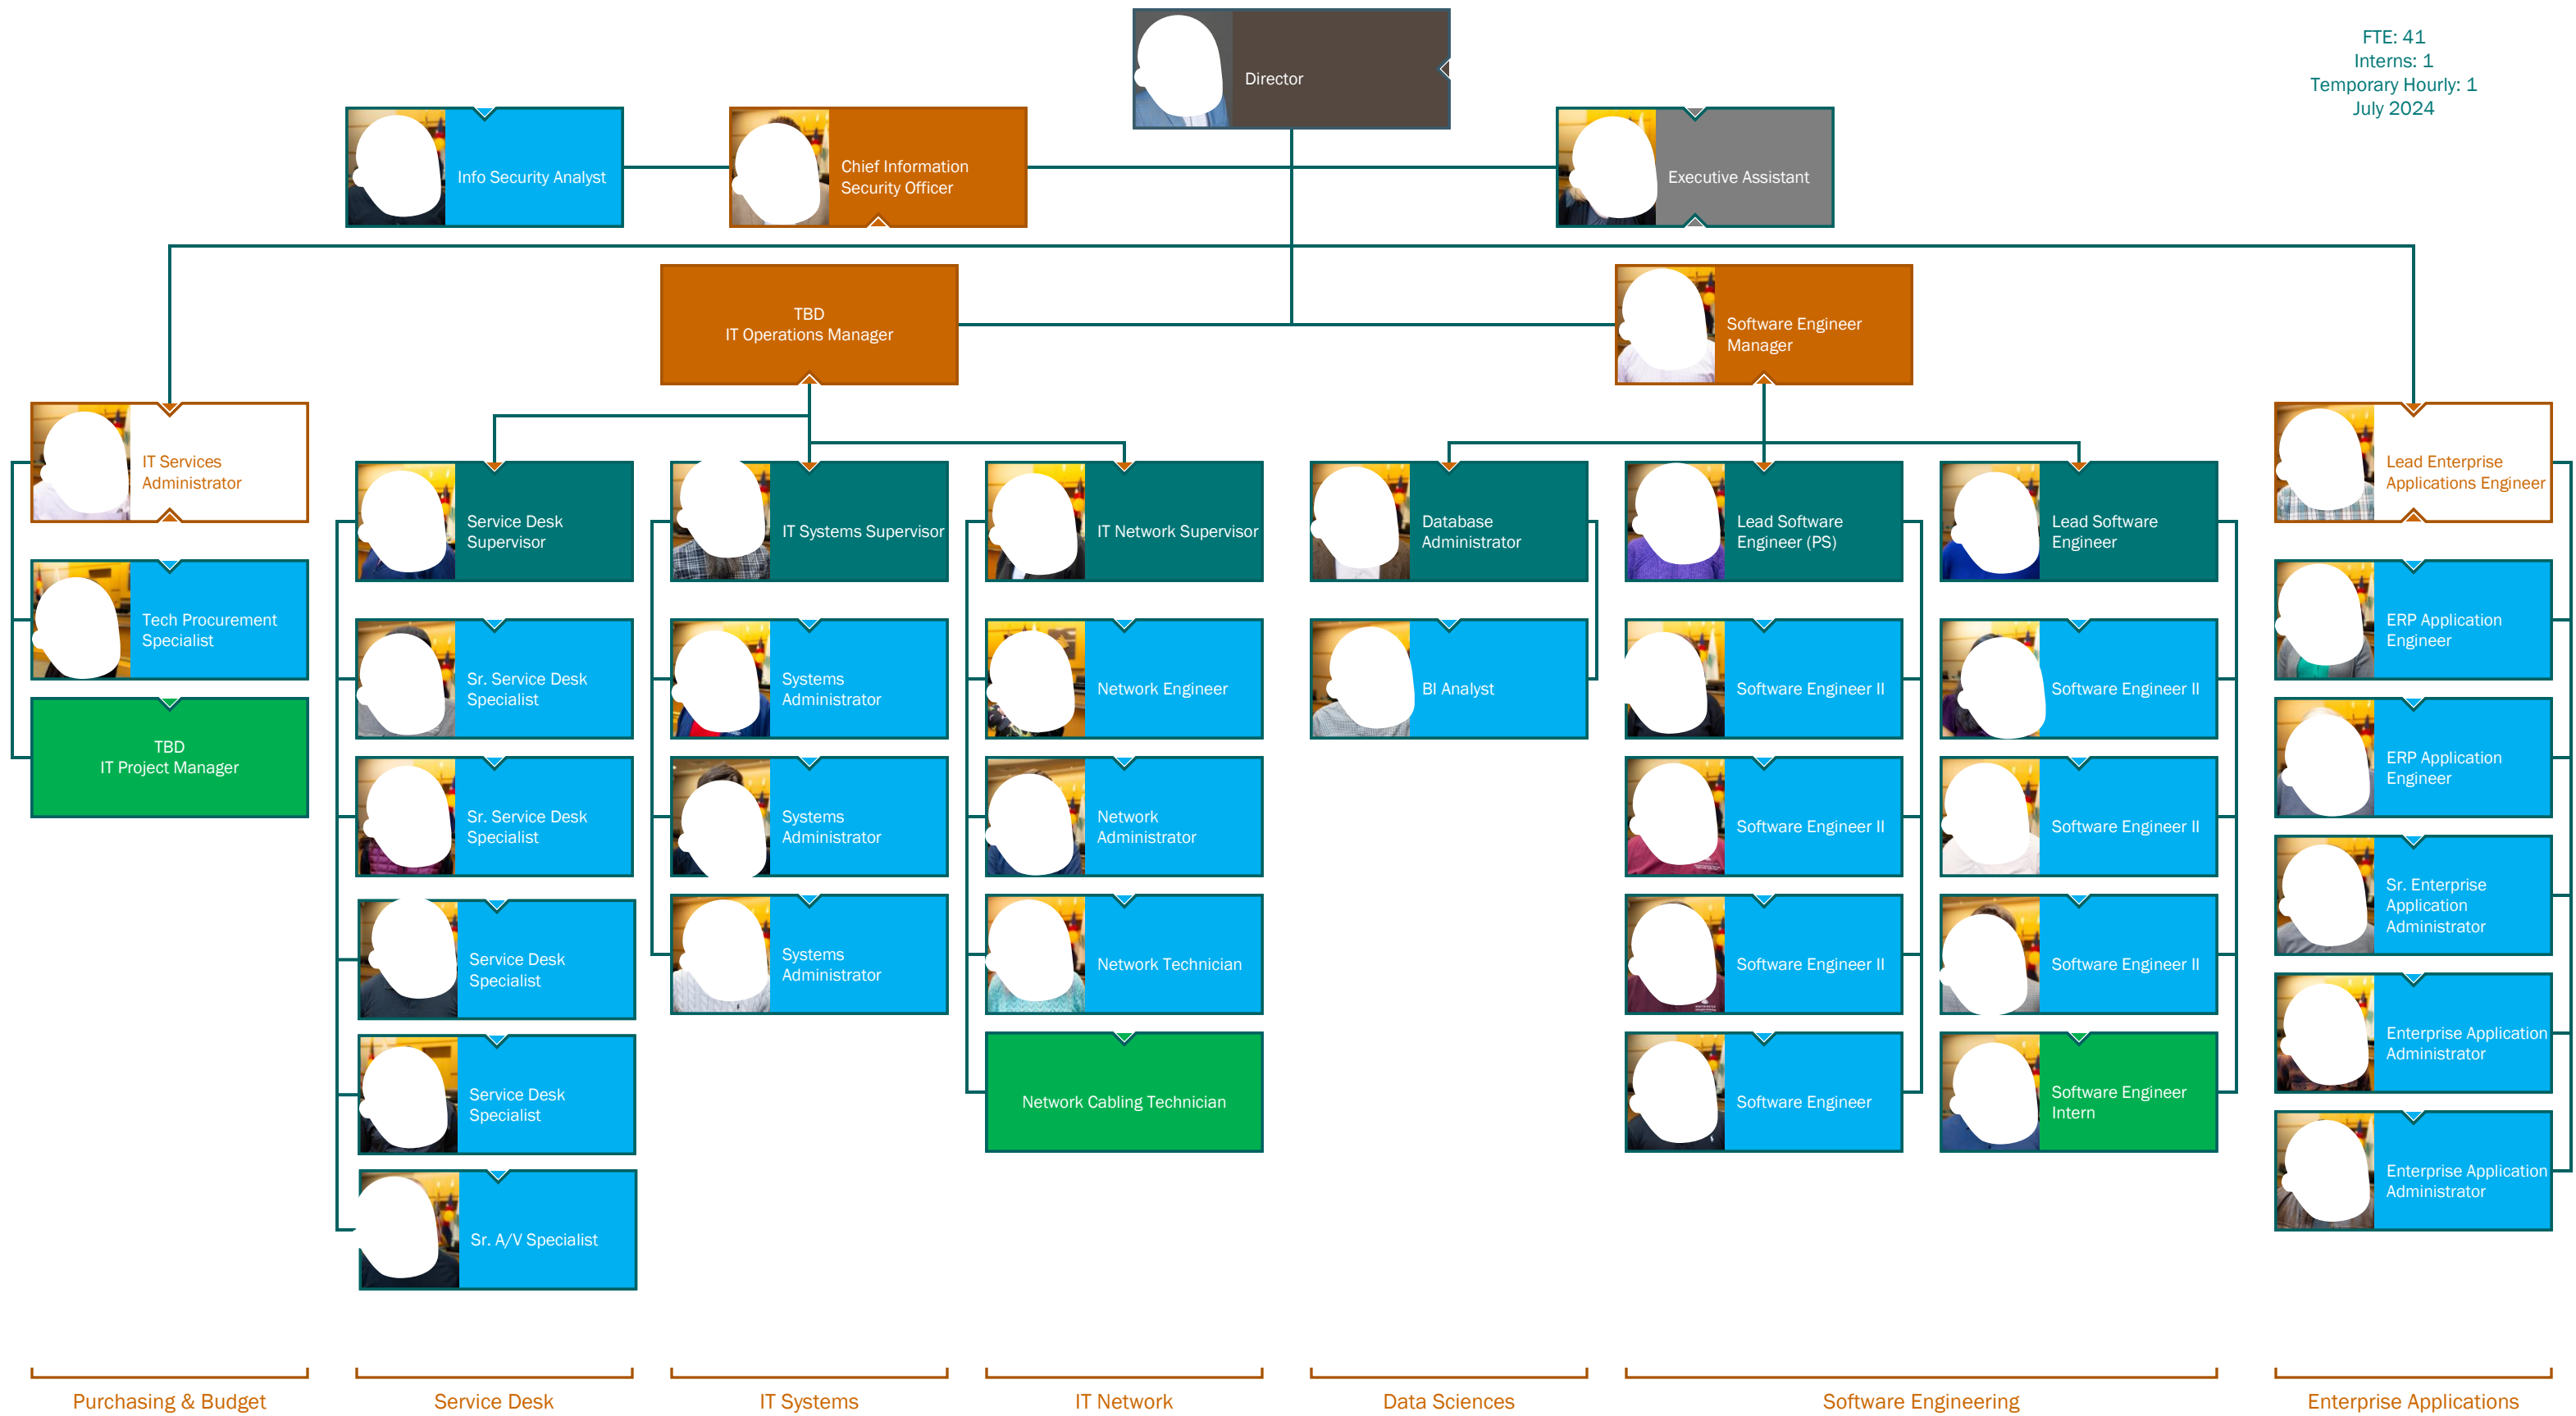 Director
FTE: 41
Interns: 1
Temporary Hourly: 1
July 2024
Info Security Analyst
Chief Information
Security Officer
Executive Assistant
TBD
IT Operations Manager
Software Engineer
Manager
IT Services
Administrator
Tech Procurement
Specialist
TBD
IT Project Manager
Service Desk
Supervisor
Sr. Service Desk
Specialist
Sr. Service Desk
Specialist
Service Desk
Specialist
Service Desk
Specialist
Sr. A/V Specialist
IT Systems Supervisor
Systems
Administrator
Systems
Administrator
Systems
Administrator
IT Network Supervisor
Network Engineer
Network
Administrator
Network Technician
Network Cabling Technician
Database
Administrator
BI Analyst
Lead Software
Engineer (PS)
Software Engineer II
Software Engineer II
Software Engineer II
Software Engineer
Lead Software
Engineer
Software Engineer II
Software Engineer II
Software Engineer II
Software Engineer
Intern
Lead Enterprise
Applications Engineer
ERP Application
Engineer
ERP Application
Engineer
Sr. Enterprise
Application
Administrator
Enterprise Application
Administrator
Enterprise Application
Administrator
Purchasing & Budget
Service Desk
IT Systems
IT Network
Data Sciences
Software Engineering
Enterprise Applications